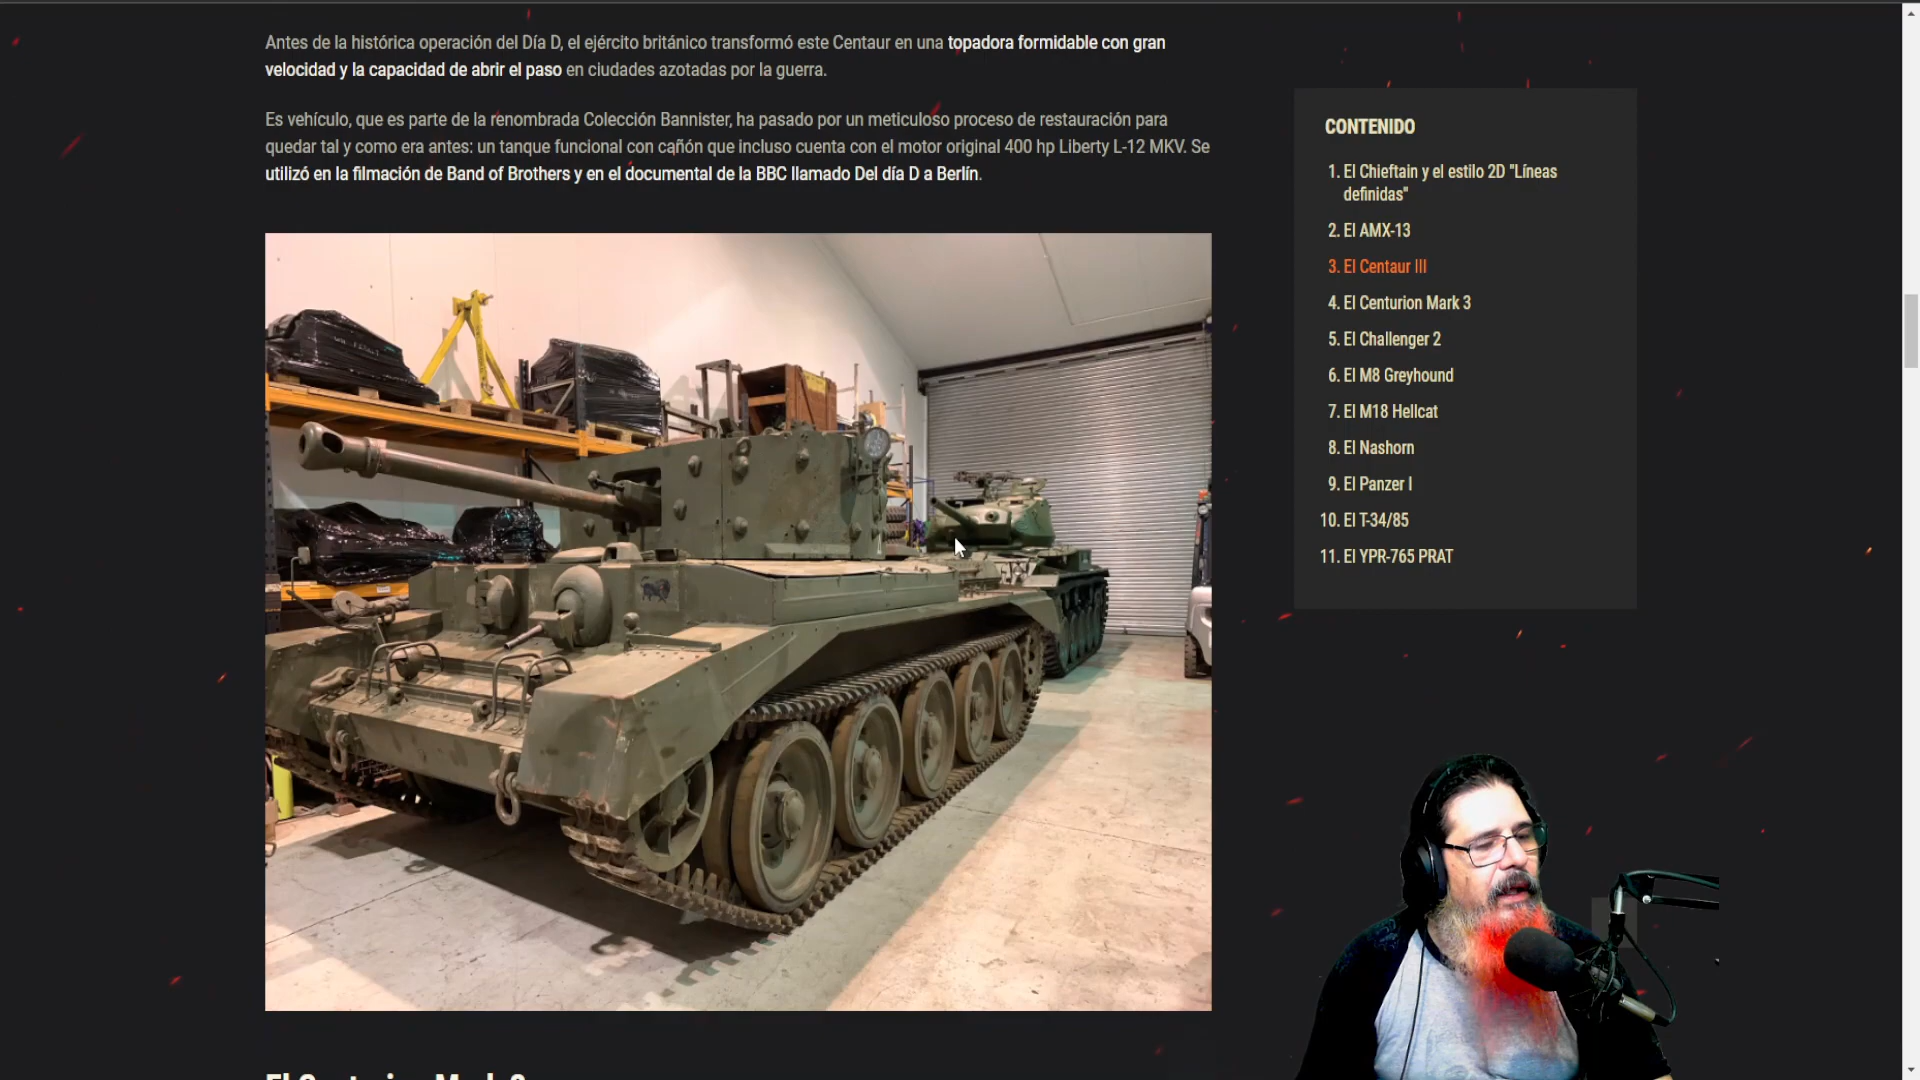 Antes de la histórica operación del Día D, el ejército británico transformó este Centaur en una topadora formidable con gran
velocidad y la capacidad de abrir el paso en ciudades azotadas por la guerra.
Es vehículo, que es parte de la renombrada Colección Bannister, ha pasado por un meticuloso proceso de restauración para
quedar tal y como era antes: un tanque funcional con cañón que incluso cuenta con el motor original 400 hp Liberty L-12 MKV. Se
utilizó en la filmación de Band of Brothers y en el documental de la BBC llamado Del día D a Berlín.
CONTENIDO
1. El Chieftain y el estilo 2D "Líneas
definidas"
2. El AMX-13
3. El Centaur III
4. El Centurion Mark 3
5. El Challenger 2
6. El M8 Greyhound
7. El M18 Hellcat
8. El Nashorn
9. El Panzer I
10. El T-34/85
11. El YPR-765 PRAT